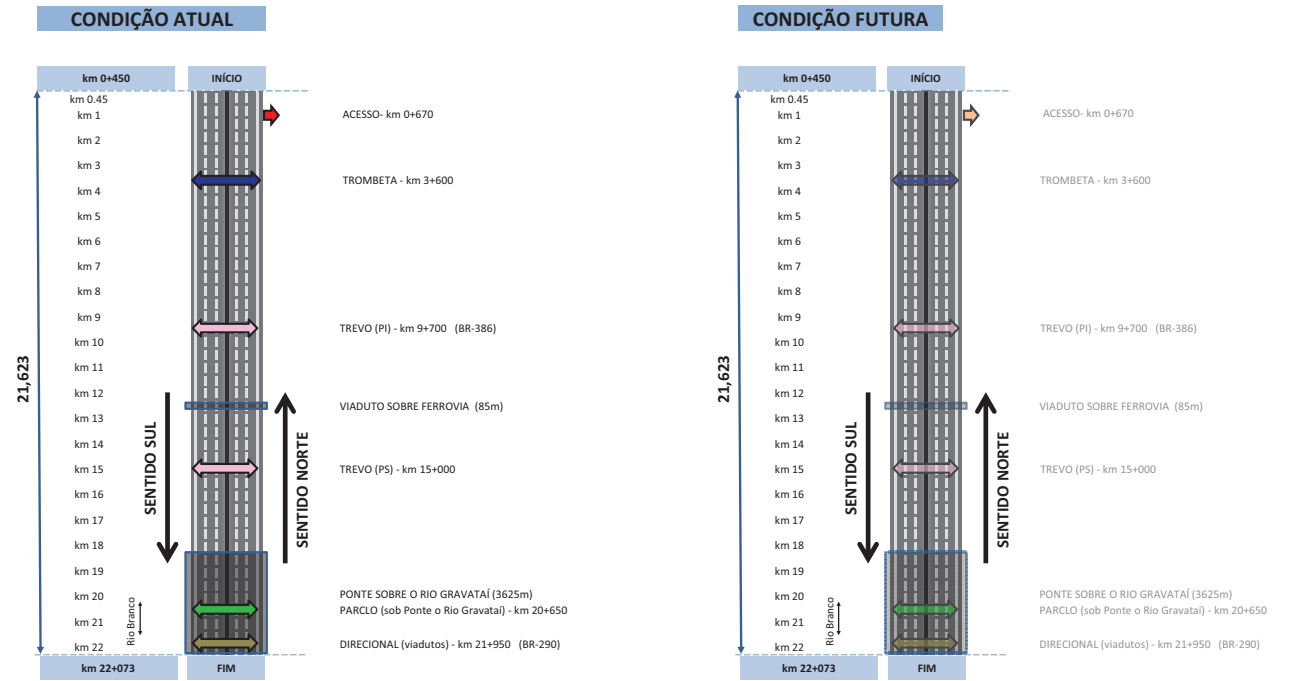 CONDIÇÃO ATUAL
km 0+450
INÍCIO
km 0.45
km 1
ACESSO- km 0+670
km 2
km 3
TROMBETA - km 3+600
km 4
km 5
km 6
km 7
km 8
km 9
TREVO (PI) - km 9+700 (BR-386)
km 10
km 11
21,623
km 12
VIADUTO SOBRE FERROVIA (85m)
km 13
km 14
SENTIDO SUL
SENTIDO NORTE
km 15
TREVO (PS) - km 15+000
km 16
km 17
km 18
km 19
km 20
PONTE SOBRE O RIO GRAVATAÍ (3625m)
PARCLO (sob Ponte o Rio Gravataí) - km 20+650
Rio Branco
km 21
km 22
DIRECIONAL (viadutos) - km 21+950 (BR-290)
km 22+073
FIM
CONDIÇÃO FUTURA
km 0+450
INÍCIO
km 0.45
km 1
ACESSO- km 0+670
km 2
km 3
TROMBETA - km 3+600
km 4
km 5
km 6
km 7
km 8
km 9
TREVO (PI) - km 9+700 (BR-386)
km 10
km 11
21,623
km 12
VIADUTO SOBRE FERROVIA (85m)
km 13
km 14
SENTIDO SUL
SENTIDO NORTE
km 15
TREVO (PS) - km 15+000
km 16
km 17
km 18
km 19
km 20
PONTE SOBRE O RIO GRAVATAÍ (3625m)
PARCLO (sob Ponte o Rio Gravataí) - km 20+650
Rio Branco
km 21
km 22
DIRECIONAL (viadutos) - km 21+950 (BR-290)
km 22+073
FIM